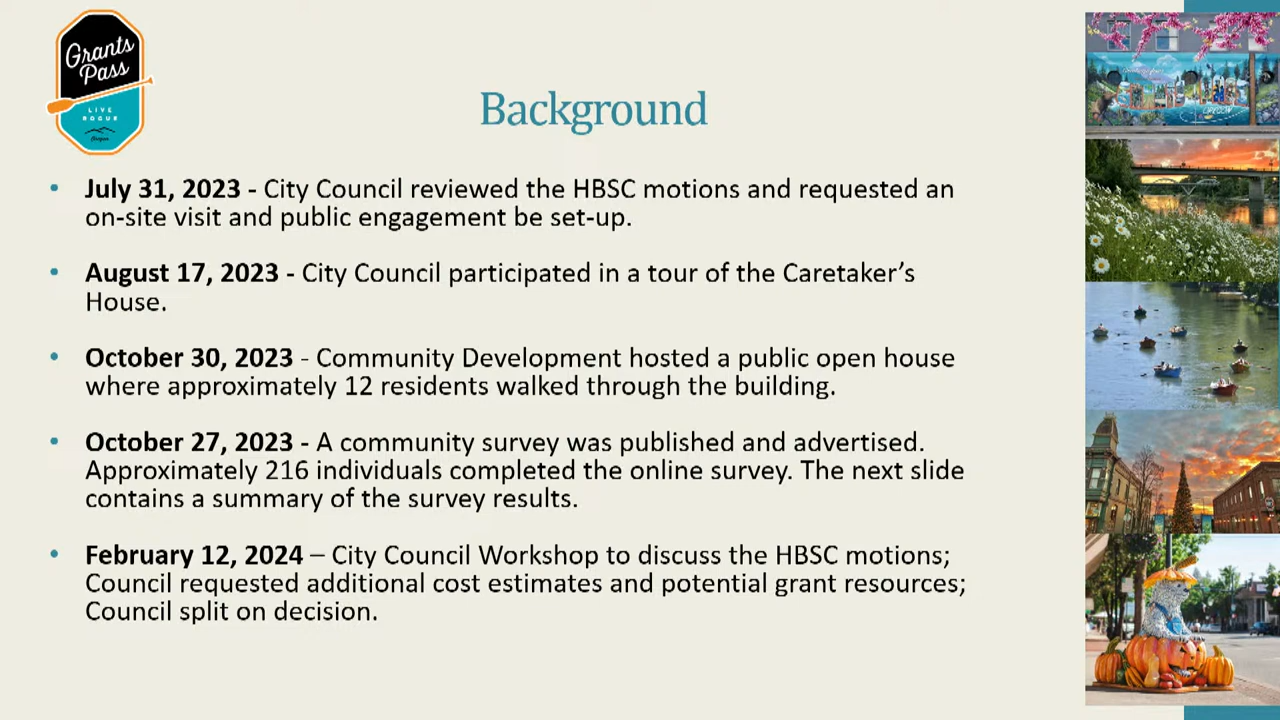 Grants
Pass
LIVE
ROGUE
Oregon
Background
• July 31, 2023 - City Council reviewed the HBSC motions and requested an
on-site visit and public engagement be set-up.
• August 17, 2023 - City Council participated in a tour of the Caretaker’s
House.
• October 30, 2023 - Community Development hosted a public open house
where approximately 12 residents walked through the building.
• October 27, 2023 - A community survey was published and advertised.
Approximately 216 individuals completed the online survey. The next slide
contains a summary of the survey results.
• February 12, 2024 – City Council Workshop to discuss the HBSC motions;
Council requested additional cost estimates and potential grant resources;
Council split on decision.